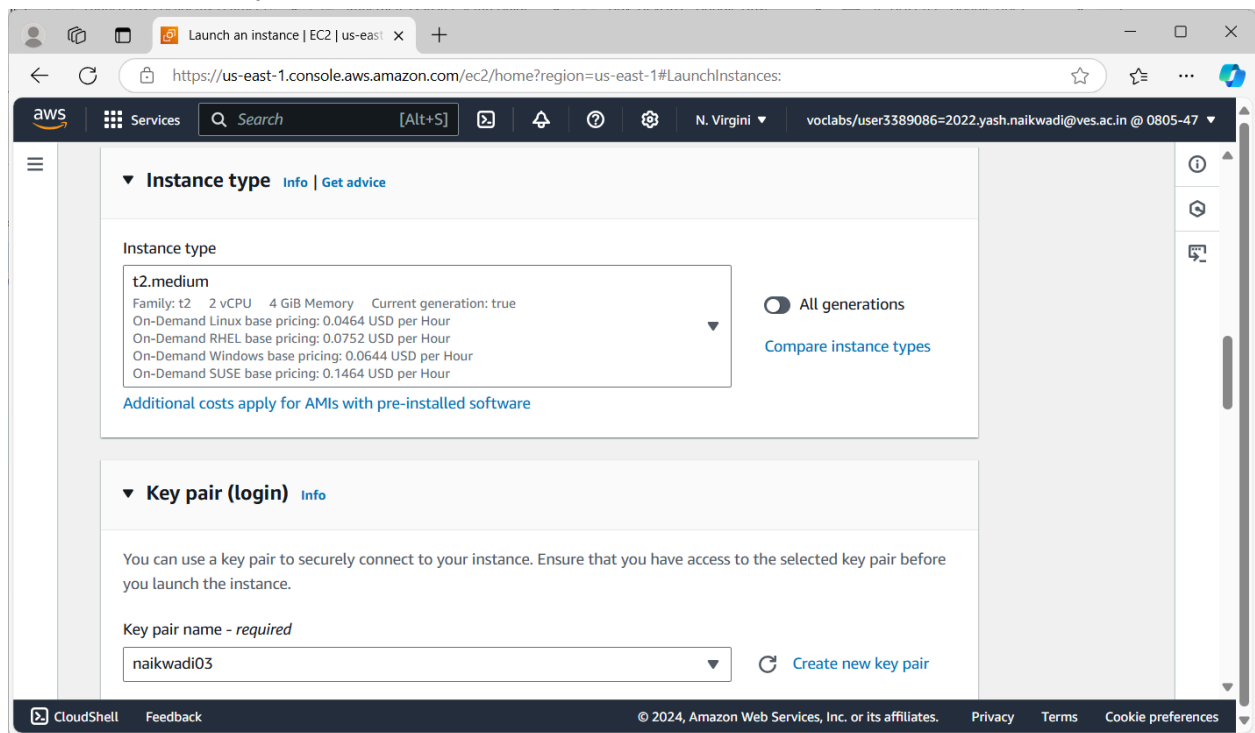 Launch an instance | EC2 | us-east
https://us-east-1.console.aws.amazon.com/ec2/home?region=us-east-1#LaunchInstances:
aws Services Search [Alt+S] N. Virgini voclabs/user3389086=2022.yash.naikwadi@ves.ac.in @ 0805-47
Instance type Info | Get advice
Instance type
t2.medium
Family: t2 2 vCPU 4 GiB Memory Current generation: true
On-Demand Linux base pricing: 0.0464 USD per Hour
On-Demand RHEL base pricing: 0.0752 USD per Hour
On-Demand Windows base pricing: 0.0644 USD per Hour
On-Demand SUSE base pricing: 0.1464 USD per Hour
All generations
Compare instance types
Additional costs apply for AMIs with pre-installed software
Key pair (login) Info
You can use a key pair to securely connect to your instance. Ensure that you have access to the selected key pair before
you launch the instance.
Key pair name - required
naikwadi03
Create new key pair
CloudShell Feedback © 2024, Amazon Web Services, Inc. or its affiliates. Privacy Terms Cookie preferences